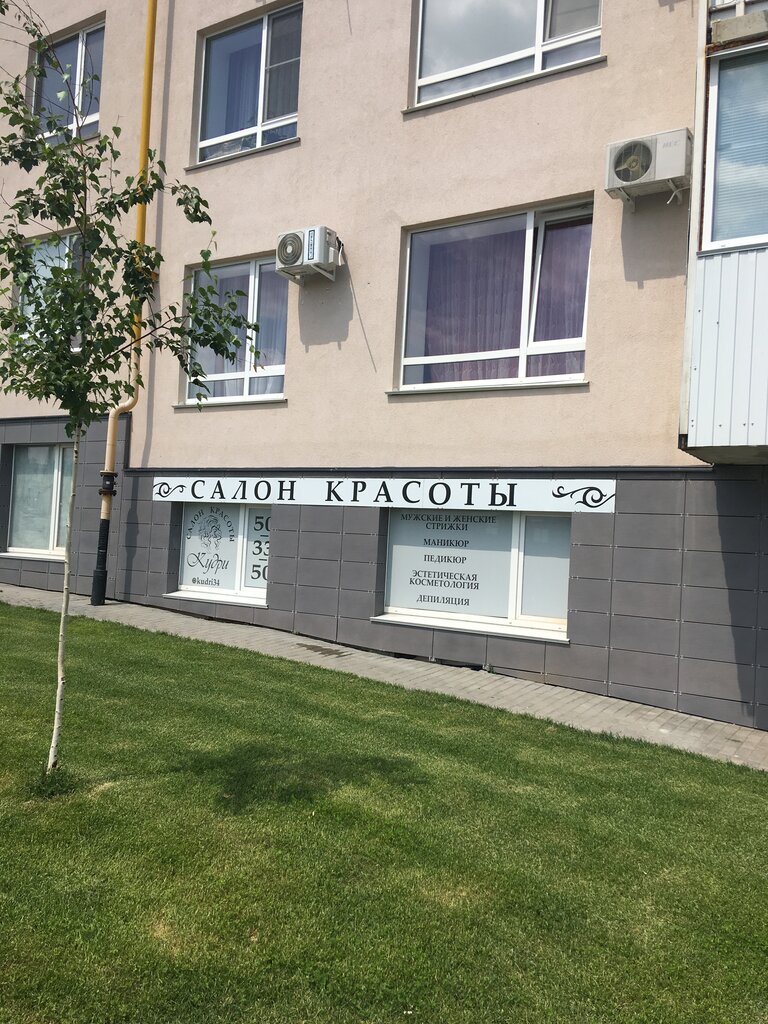 САЛОН КРАСОТЫ
САЛОН КРАСОТЫ
Кудри
@kudri34
50
33
50
МУЖСКИЕ И ЖЕНСКИЕ
СТРИЖКИ
МАНИКЮР
ПЕДИКЮР
ЭСТЕТИЧЕСКАЯ
КОСМЕТОЛОГИЯ
ДЕПИЛЯЦИЯ